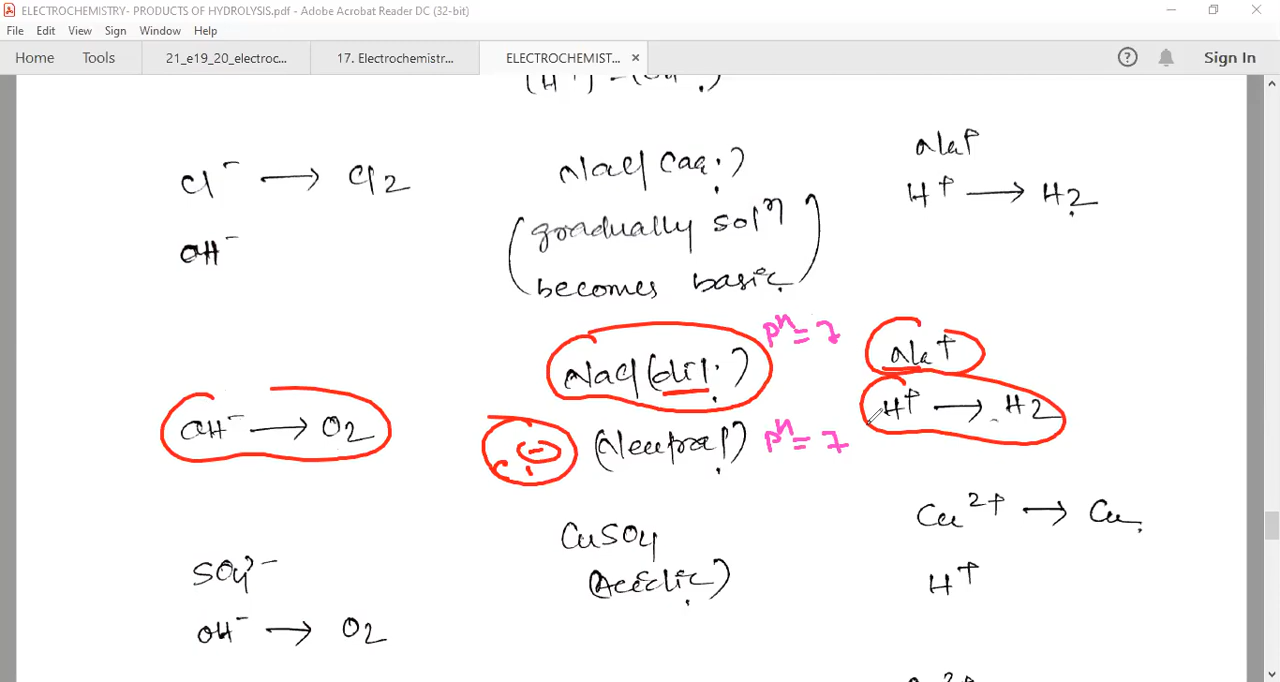 ELECTROCHEMISTRY- PRODUCTS OF HYDROLYSIS.pdf - Adobe Acrobat Reader DC (32-bit)
File Edit View Sign Window Help
Home Tools 21_e19_20_electroc... 17. Electrochemistr... ELECTROCHEMIST... × ? Sign In
Cl⁻ → Cl2 NaCl (aq.) Na⁺
H⁺ → H2
OH⁻ (gradually solⁿ
becomes basic)
NaCl (dil.) pH = 7 Na⁺
OH⁻ → O2 Cl⁻ (Neutral) pH = 7 H⁺ → H2
CuSO4 Cu²⁺ → Cu
SO4²⁻ (Acidic) H⁺
OH⁻ → O2